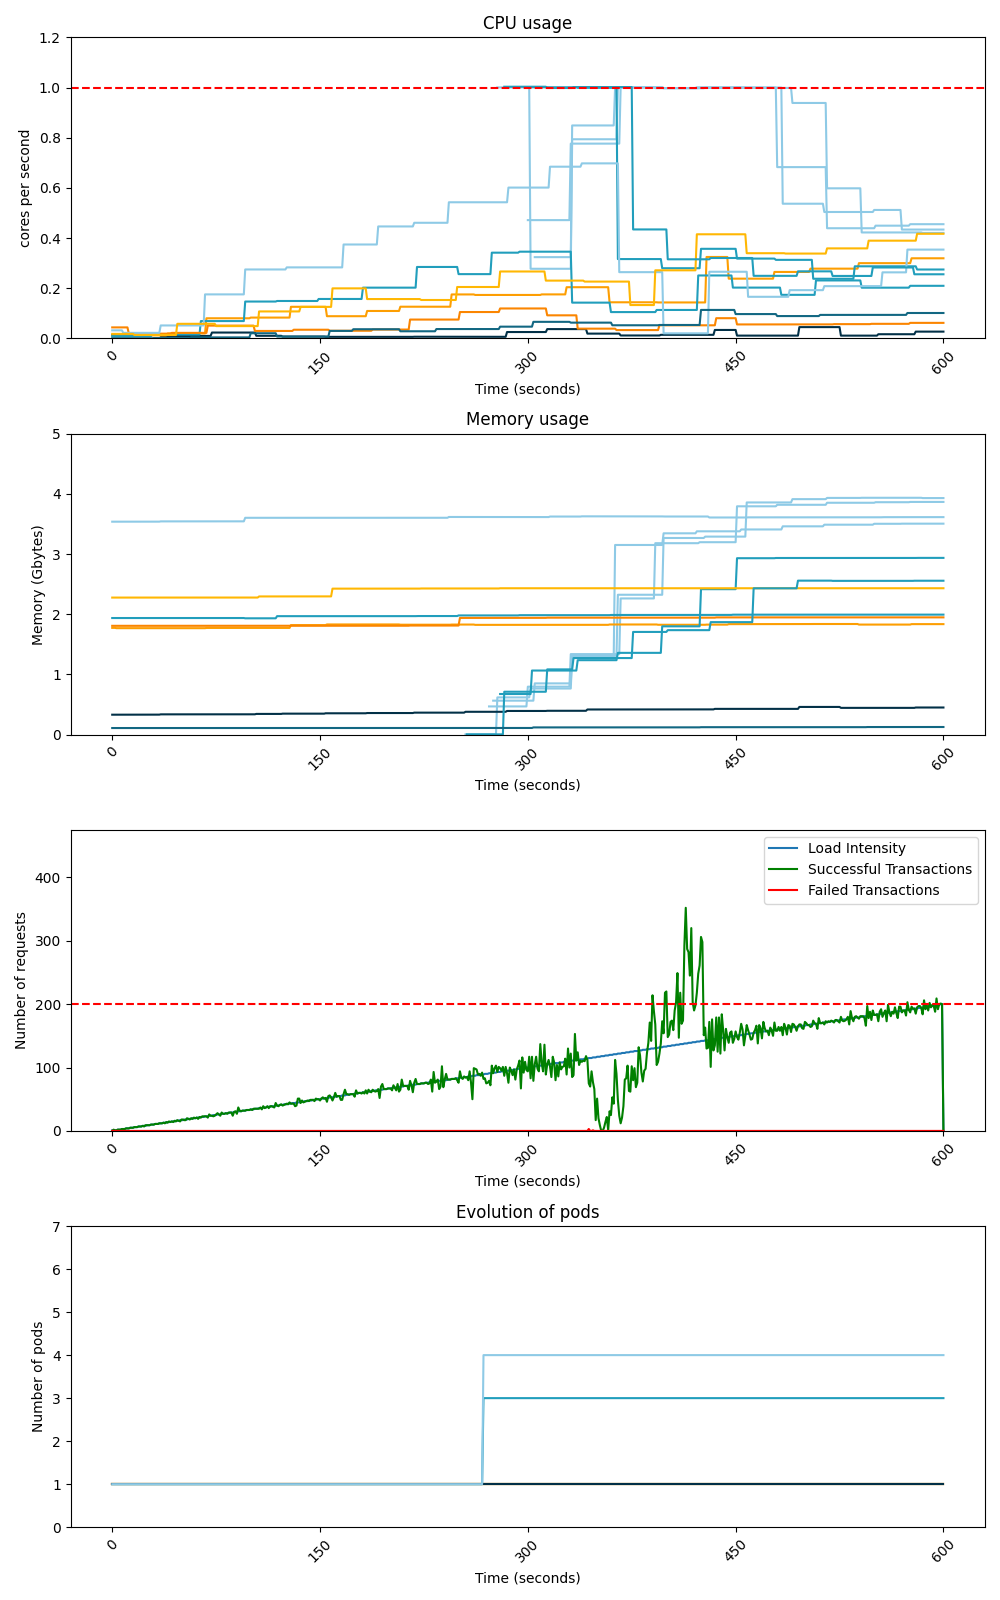 CPU usage
1.2
1.0
0.8
0.6
0.4
0.2
0.0
cores per second
0 150 300 450 600
Time (seconds)
Memory usage
5
4
3
2
1
0
Memory (Gbytes)
0 150 300 450 600
Time (seconds)
Load Intensity
Successful Transactions
Failed Transactions
400
300
200
100
0
Number of requests
0 150 300 450 600
Time (seconds)
Evolution of pods
7
6
5
4
3
2
1
0
Number of pods
0 150 300 450 600
Time (seconds)